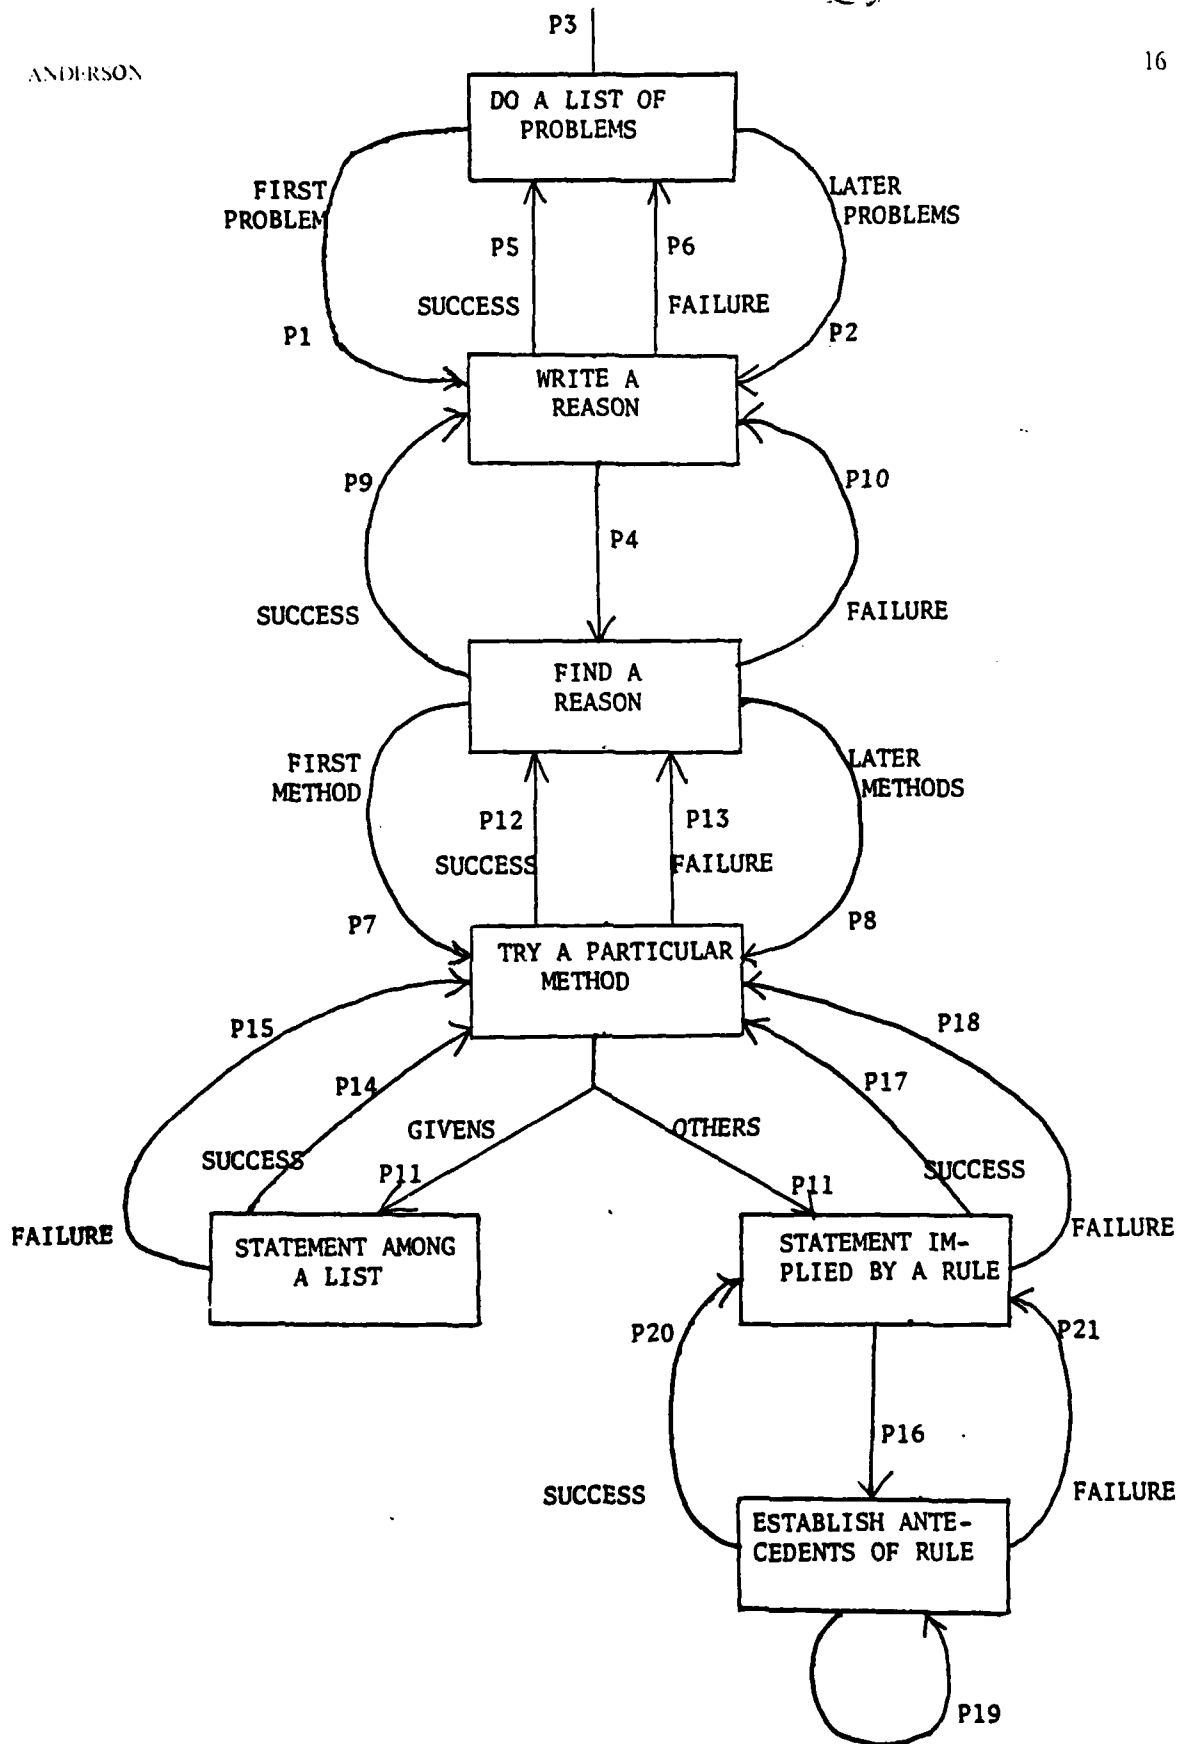 P3
ANDERSON
16
DO A LIST OF
PROBLEMS
FIRST
PROBLEM
LATER
PROBLEMS
P5
P6
SUCCESS
FAILURE
P1
P2
WRITE A
REASON
P9
P10
P4
SUCCESS
FAILURE
FIND A
REASON
FIRST
METHOD
LATER
METHODS
P12
P13
SUCCESS
FAILURE
P7
P8
TRY A PARTICULAR
METHOD
P15
P18
P14
P17
GIVENS
OTHERS
SUCCESS
SUCCESS
P11
P11
FAILURE
FAILURE
STATEMENT AMONG
A LIST
STATEMENT IM-
PLIED BY A RULE
P20
P21
P16
SUCCESS
FAILURE
ESTABLISH ANTE-
CEDENTS OF RULE
P19